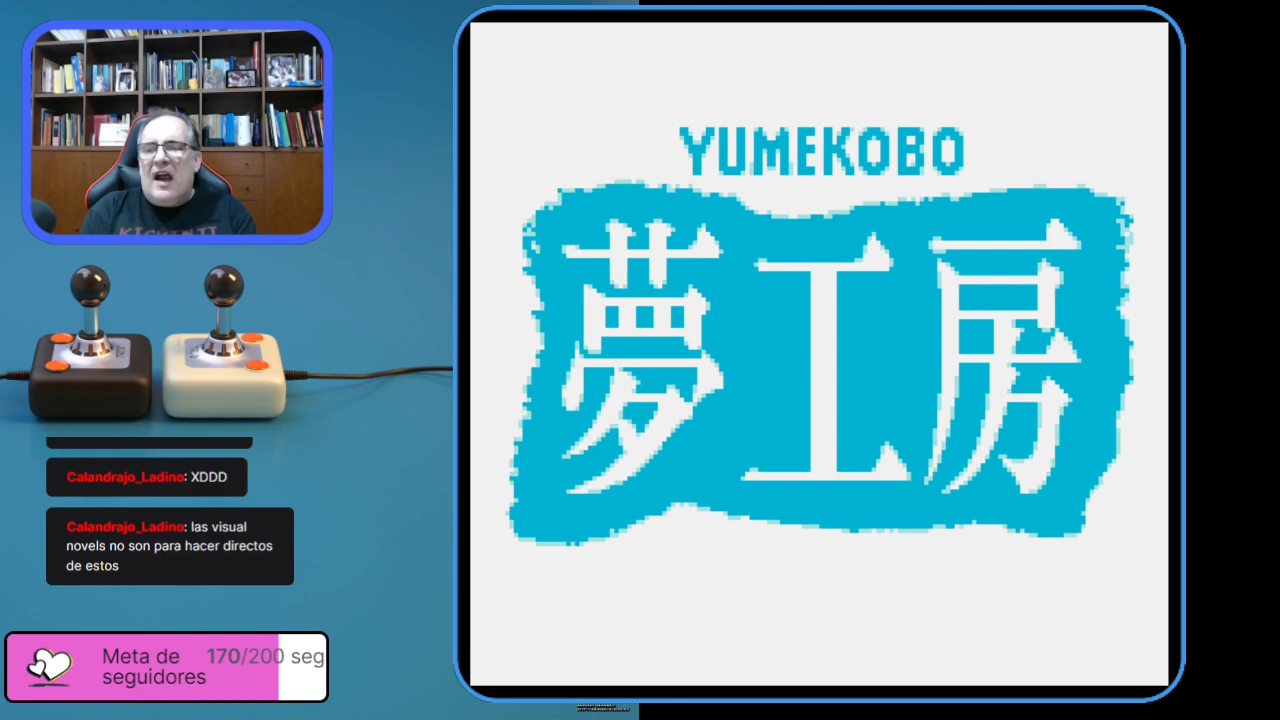 YUMEKOBO
夢工房
Calandrajo_Ladino: XDDD
Calandrajo_Ladino: las visual
novels no son para hacer directos
de estos
Meta de
seguidores
170/200 seg